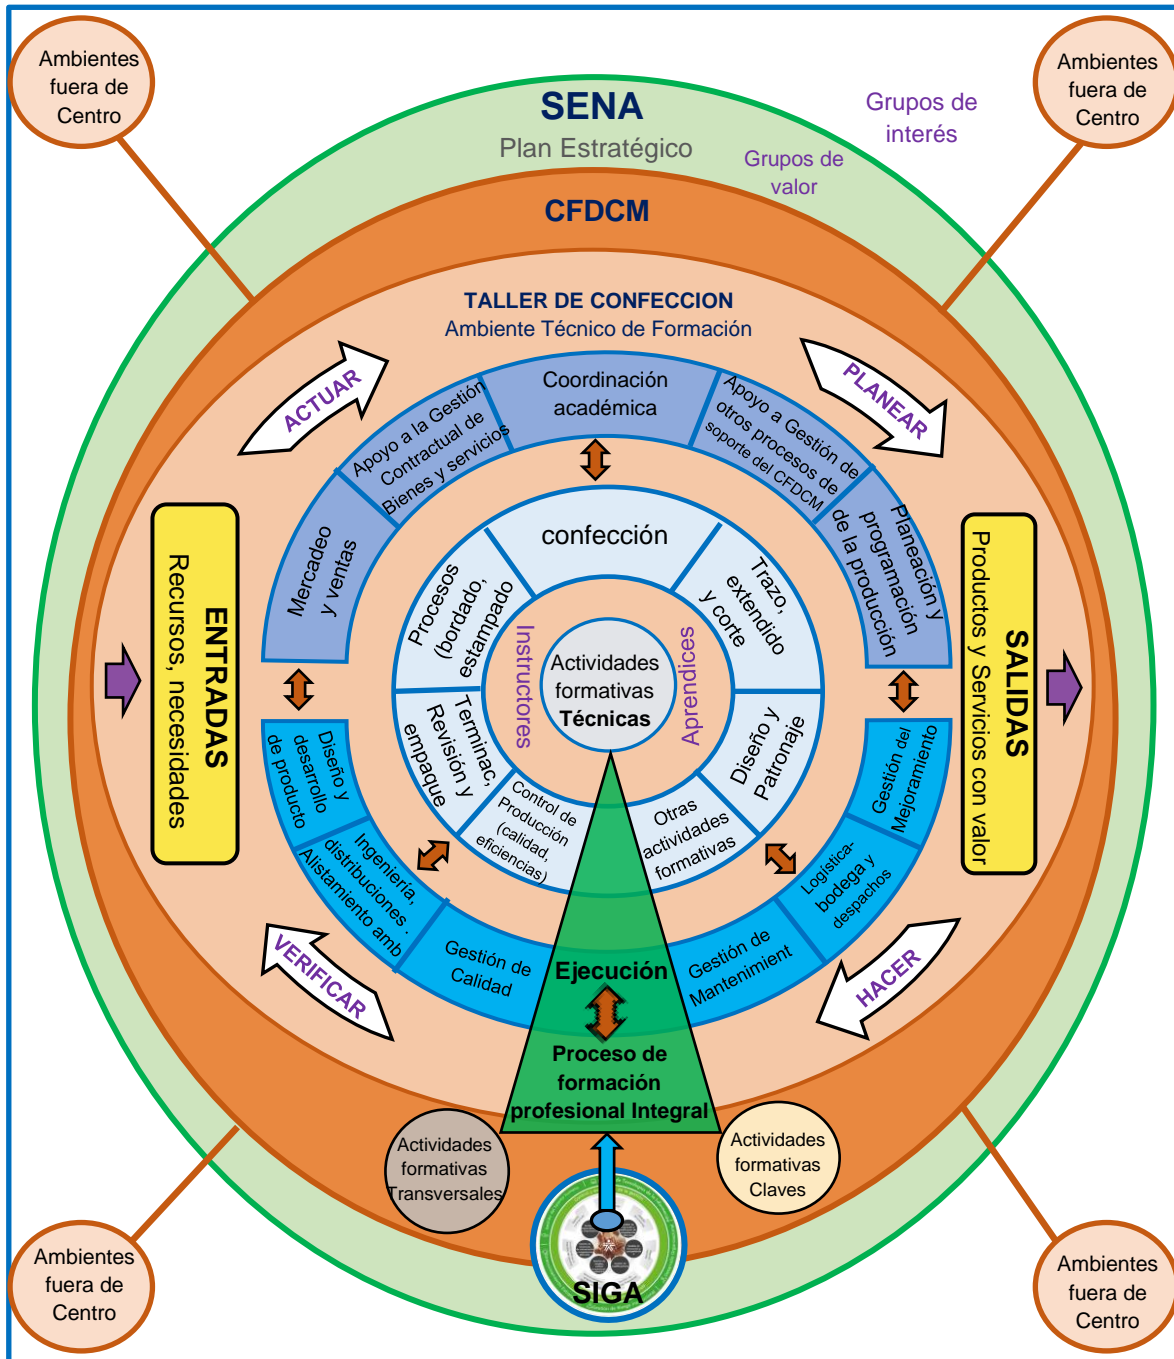 Ambientes
fuera de
Centro
Ambientes
fuera de
Centro
SENA
Plan Estratégico
Grupos de
interés
Grupos de
valor
CFDCM
TALLER DE CONFECCION
Ambiente Técnico de Formación
ACTUAR
PLANEAR
Mercadeo
y ventas
Apoyo a la Gestión
Contractual de
Bienes y servicios
Coordinación
académica
Apoyo a Gestión de
otros procesos de
soporte del CFDCM
Planeación y
programación
de la producción
ENTRADAS
Recursos, necesidades
SALIDAS
Productos y Servicios con valor
Procesos
(bordado,
estampado
confección
Trazo,
extendido
y corte
Instructores
Actividades
formativas
Técnicas
Aprendices
Terminac,
Revisión y
empaque
Control de
Producción
(calidad,
eficiencias)
Otras
actividades
formativas
Diseño y
Patronaje
Diseño y
desarrollo
de producto
Ingeniería,
distribuciones .
Alistamiento amb
Gestión de
Calidad
Gestión de
Mantenimient
Logística-
bodega y
despachos
Gestión del
Mejoramiento
VERIFICAR
HACER
Ejecución
Proceso de
formación
profesional Integral
Actividades
formativas
Transversales
Actividades
formativas
Claves
SIGA
Ambientes
fuera de
Centro
Ambientes
fuera de
Centro